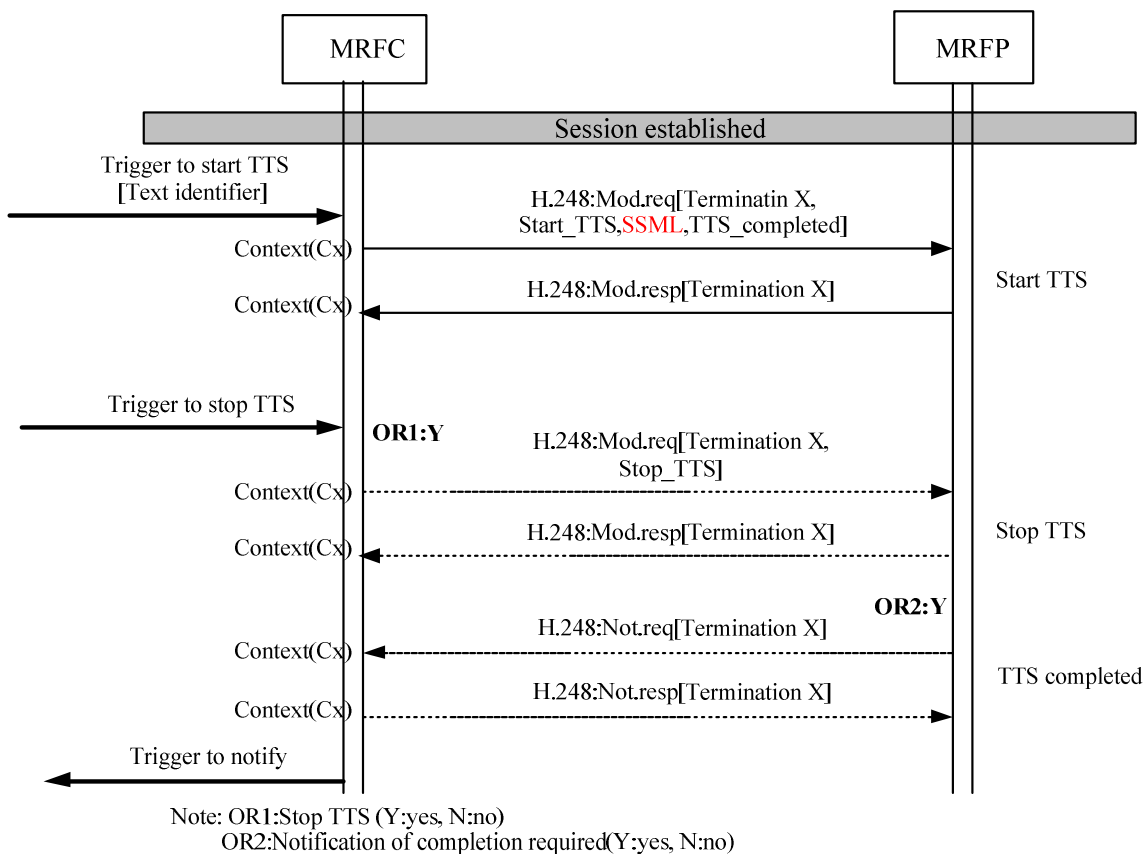 MRFC
MRFP
Session established
Trigger to start TTS
[Text identifier]
H.248:Mod.req[Terminatin X,
Start_TTS,SSML,TTS_completed]
Context(Cx)
Start TTS
H.248:Mod.resp[Termination X]
Context(Cx)
Trigger to stop TTS
OR1:Y
H.248:Mod.req[Termination X,
Stop_TTS]
Context(Cx)
H.248:Mod.resp[Termination X]
Stop TTS
Context(Cx)
OR2:Y
H.248:Not.req[Termination X]
Context(Cx)
TTS completed
H.248:Not.resp[Termination X]
Context(Cx)
Trigger to notify
Note: OR1:Stop TTS (Y:yes, N:no)
OR2:Notification of completion required(Y:yes, N:no)